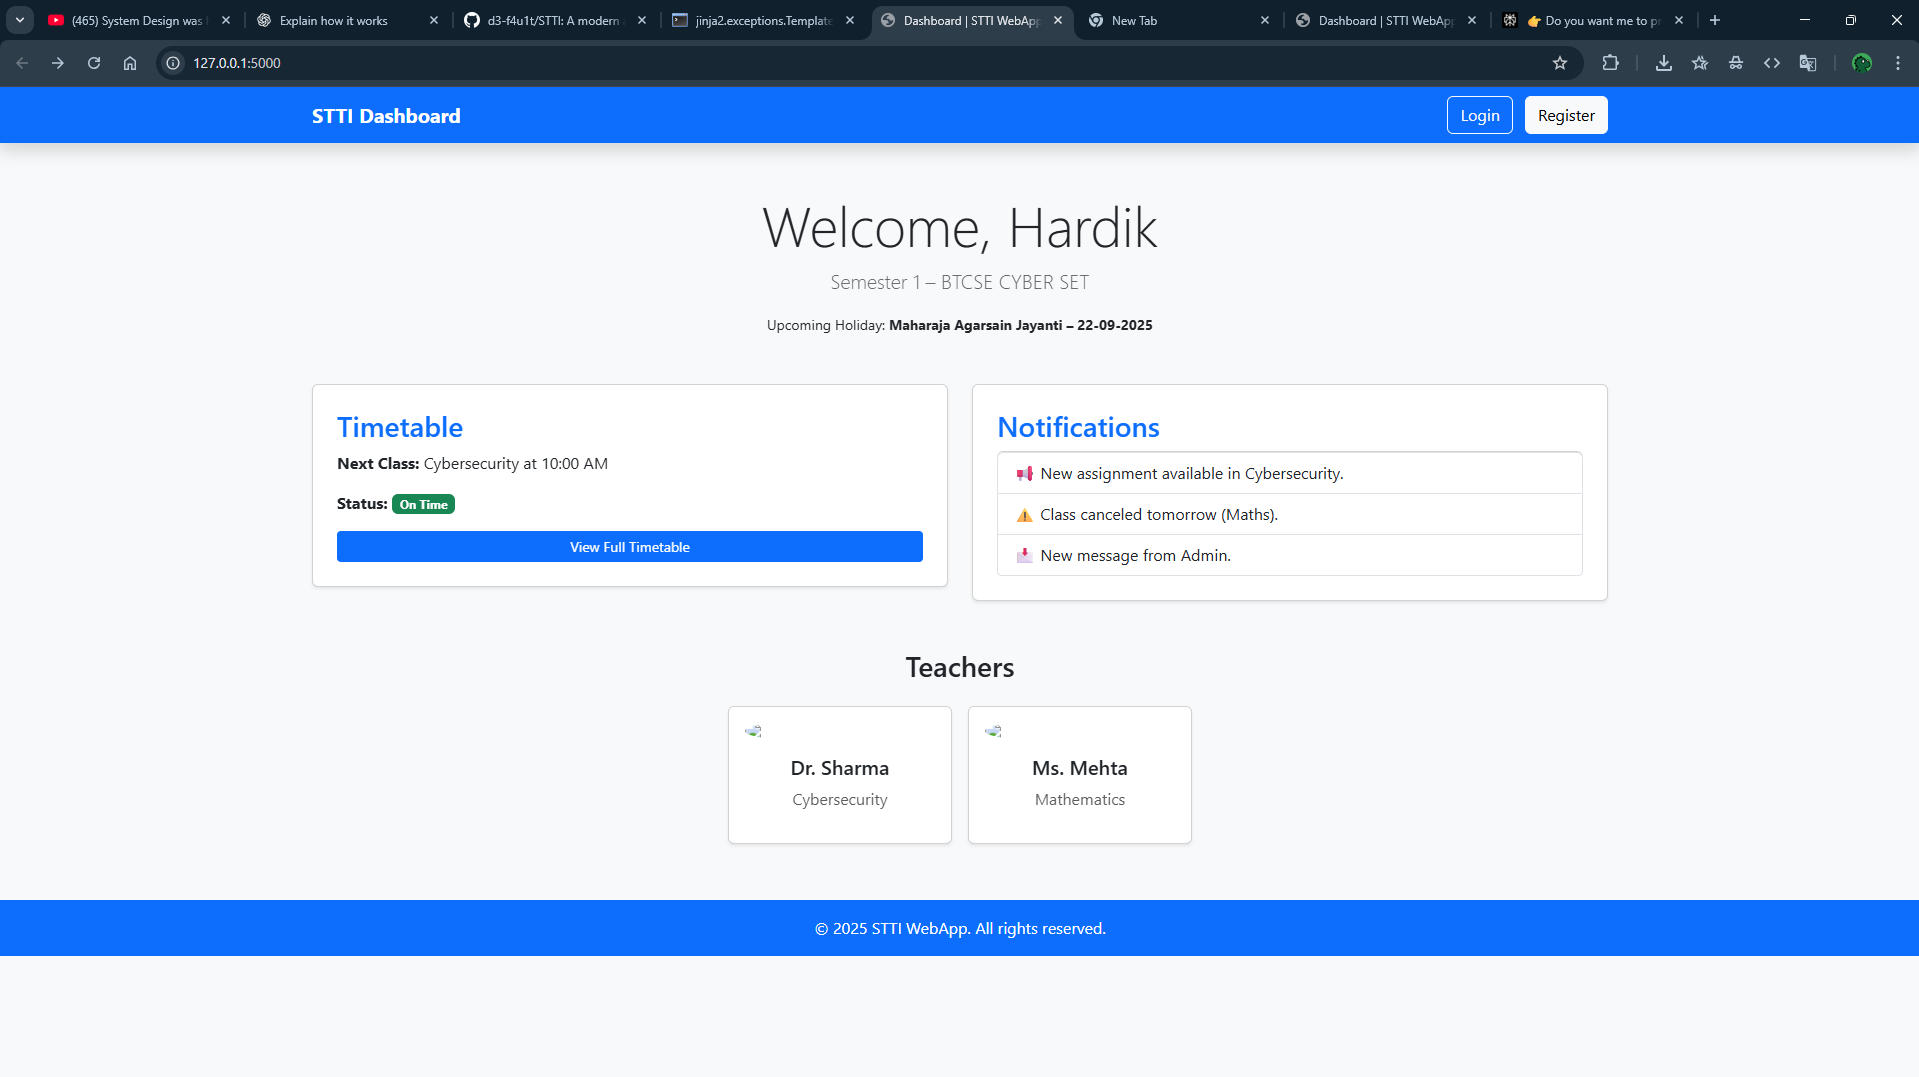 (465) System Design was
Explain how it works
d3-f4u1t/STTI: A modern
jinja2.exceptions.Template
Dashboard | STTI WebApp
New Tab
Dashboard | STTI WebApp
👉 Do you want me to pr
127.0.0.1:5000
STTI Dashboard
Login
Register
Welcome, Hardik
Semester 1 – BTCSE CYBER SET
Upcoming Holiday: Maharaja Agarsain Jayanti – 22-09-2025
Timetable
Next Class: Cybersecurity at 10:00 AM
Status: On Time
View Full Timetable
Notifications
📢 New assignment available in Cybersecurity.
⚠️ Class canceled tomorrow (Maths).
📩 New message from Admin.
Teachers
Dr. Sharma
Cybersecurity
Ms. Mehta
Mathematics
© 2025 STTI WebApp. All rights reserved.